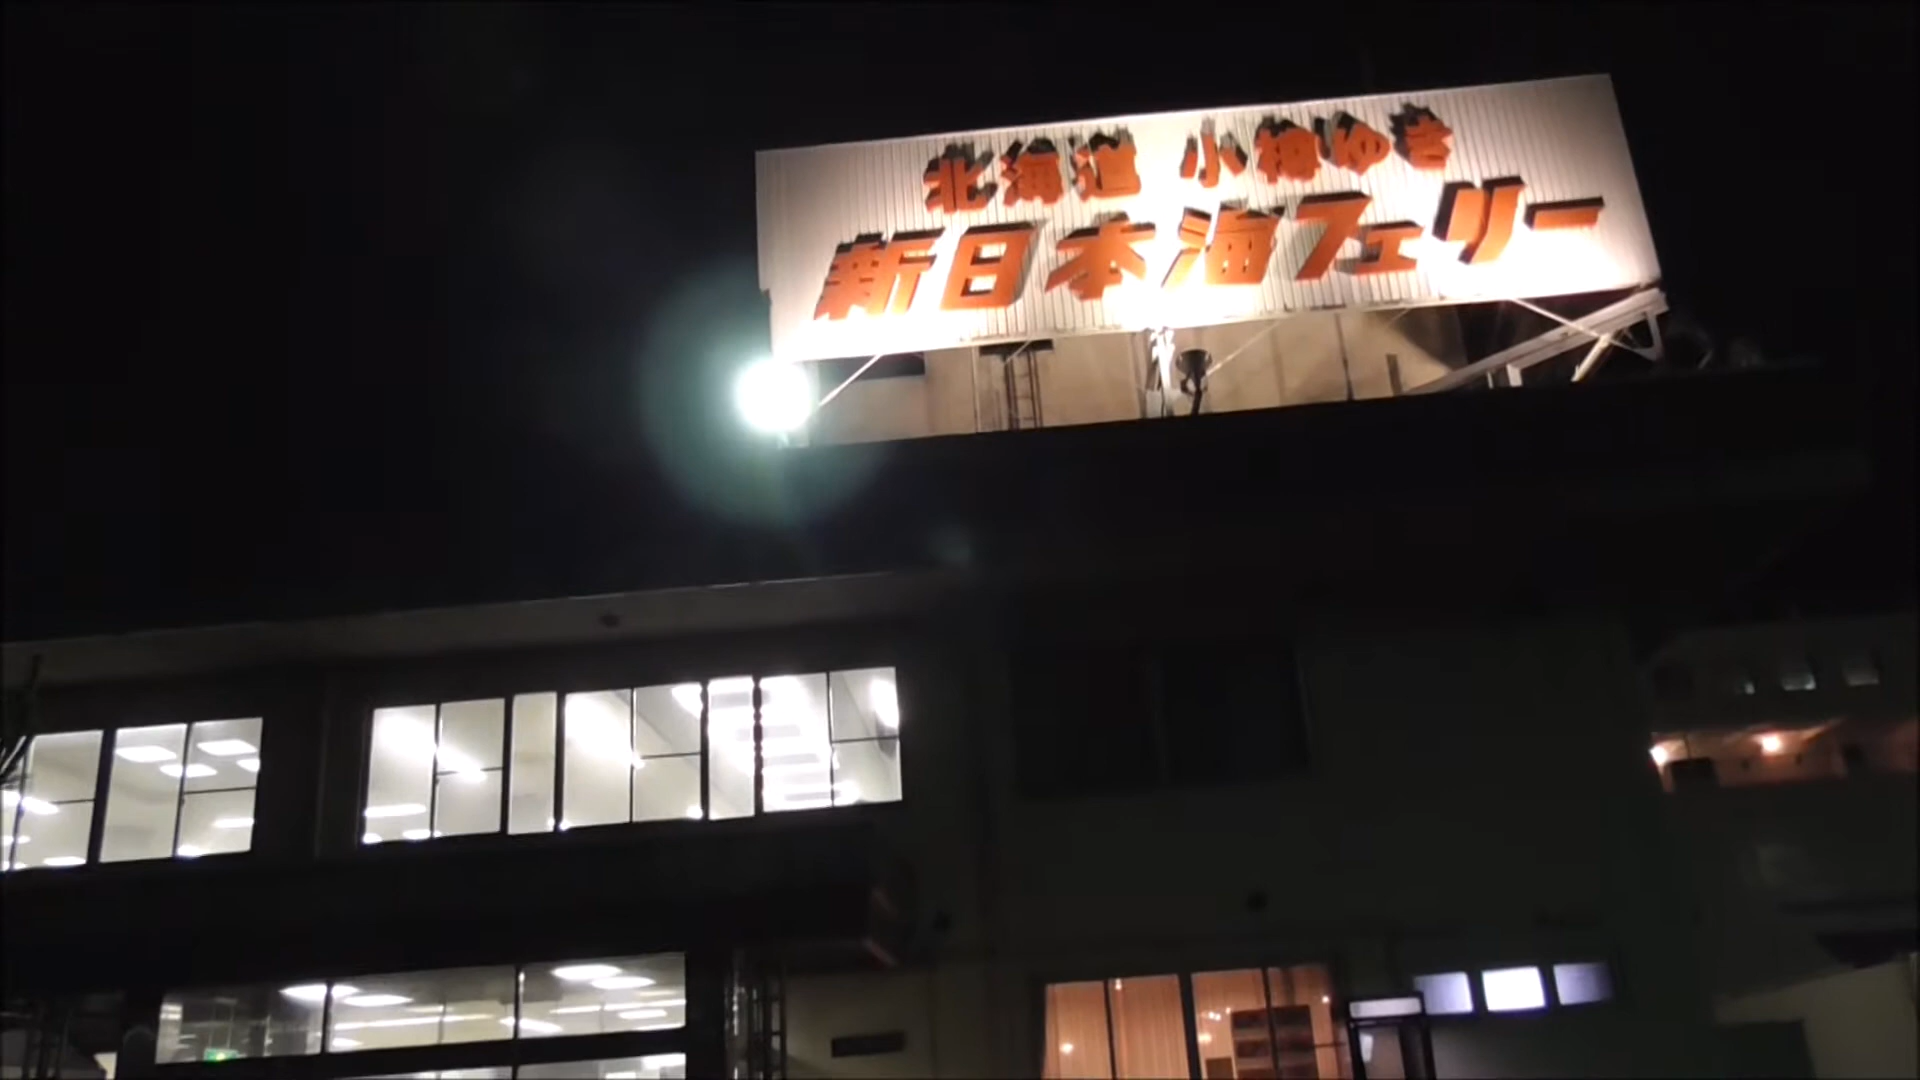 北海道 小樽ゆき
新日本海フェリー